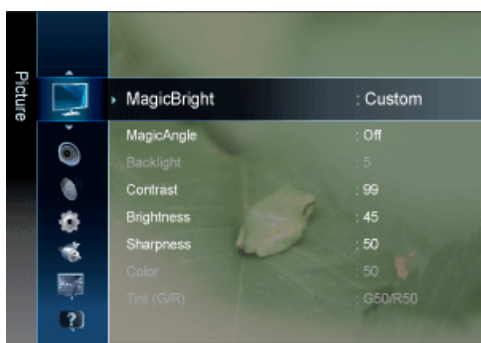 Picture
MagicBright : Custom
MagicAngle : Off
Backlight : 5
Contrast : 99
Brightness : 45
Sharpness : 50
Color : 50
Tint (G/R) : G50/R50